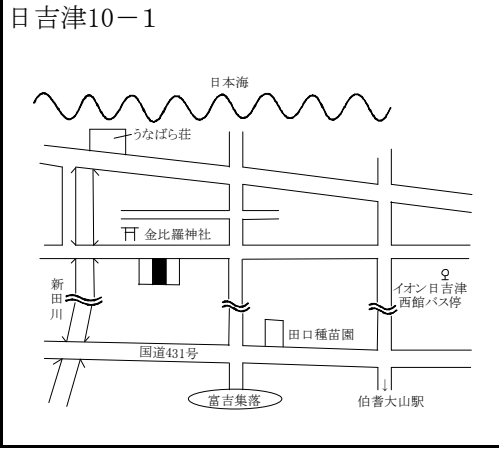 日吉津10－1
日本海
うなばら荘
金比羅神社
新田川
イオン日吉津
西館バス停
田口種苗園
国道431号
富吉集落
伯耆大山駅